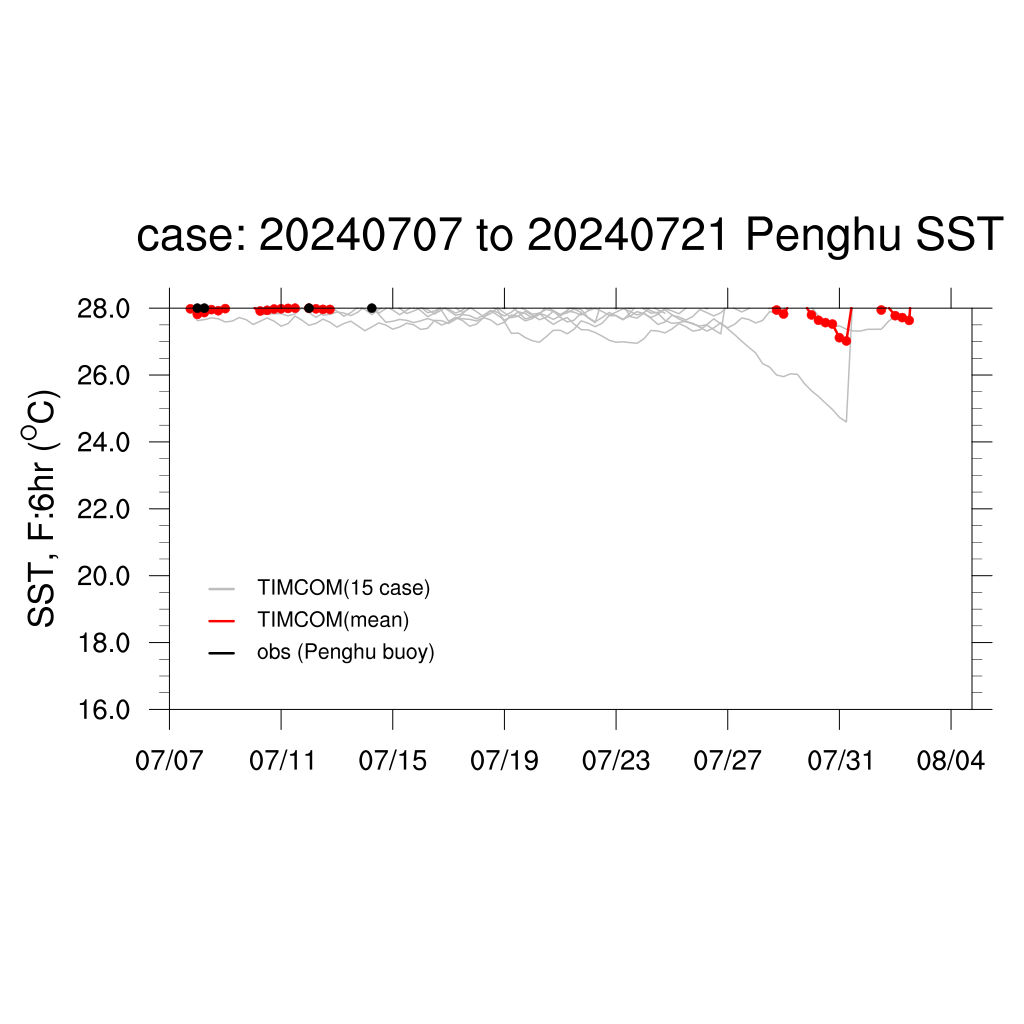 case: 20240707 to 20240721 Penghu SST
SST, F:6hr (°C)
28.0
26.0
24.0
22.0
20.0
18.0
16.0
TIMCOM(15 case)
TIMCOM(mean)
obs (Penghu buoy)
07/07 07/11 07/15 07/19 07/23 07/27 07/31 08/04